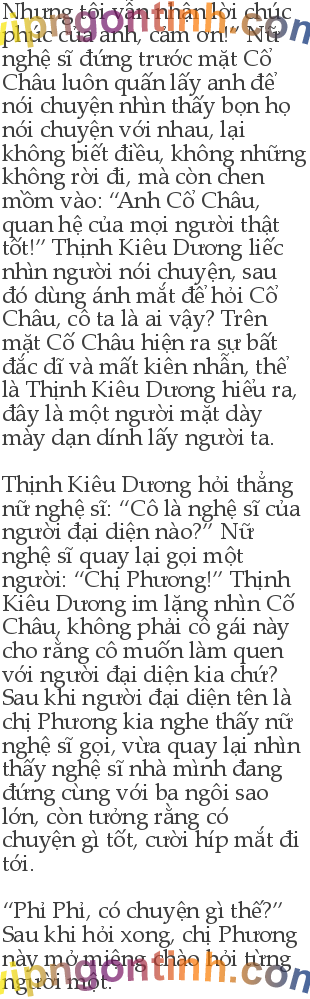 Nhưng tôi vẫn nhận lời chúc
phúc của anh, cảm ơn!” Nữ
nghệ sĩ đứng trước mặt Cổ
Châu luôn quấn lấy anh để
nói chuyện nhìn thấy bọn họ
nói chuyện với nhau, lại
không biết điều, không những
không rời đi, mà còn chen
mồm vào: “Anh Cổ Châu,
quan hệ của mọi người thật
tốt!” Thịnh Kiêu Dương liếc
nhìn người nói chuyện, sau
đó dùng ánh mắt để hỏi Cổ
Châu, cô ta là ai vậy? Trên
mặt Cố Châu hiện ra sự bất
đắc dĩ và mất kiên nhẫn, thể
là Thịnh Kiêu Dương hiểu ra,
đây là một người mặt dày
mày dạn dính lấy người ta.
Thịnh Kiêu Dương hỏi thẳng
nữ nghệ sĩ: “Cô là nghệ sĩ của
người đại diện nào?” Nữ
nghệ sĩ quay lại gọi một
người: “Chị Phương!” Thịnh
Kiêu Dương im lặng nhìn Cố
Châu, không phải cô gái này
cho rằng cô muốn làm quen
với người đại diện kia chứ?
Sau khi người đại diện tên là
chị Phương kia nghe thấy nữ
nghệ sĩ gọi, vừa quay lại nhìn
thấy nghệ sĩ nhà mình đang
đứng cùng với ba ngôi sao
lớn, còn tưởng rằng có
chuyện gì tốt, cười híp mắt đi
tới.
“Phỉ Phỉ, có chuyện gì thế?”
Sau khi hỏi xong, chị Phương
này mở miệng chào hỏi từng
người một.
vipngontinh.com
vipngontinh.com